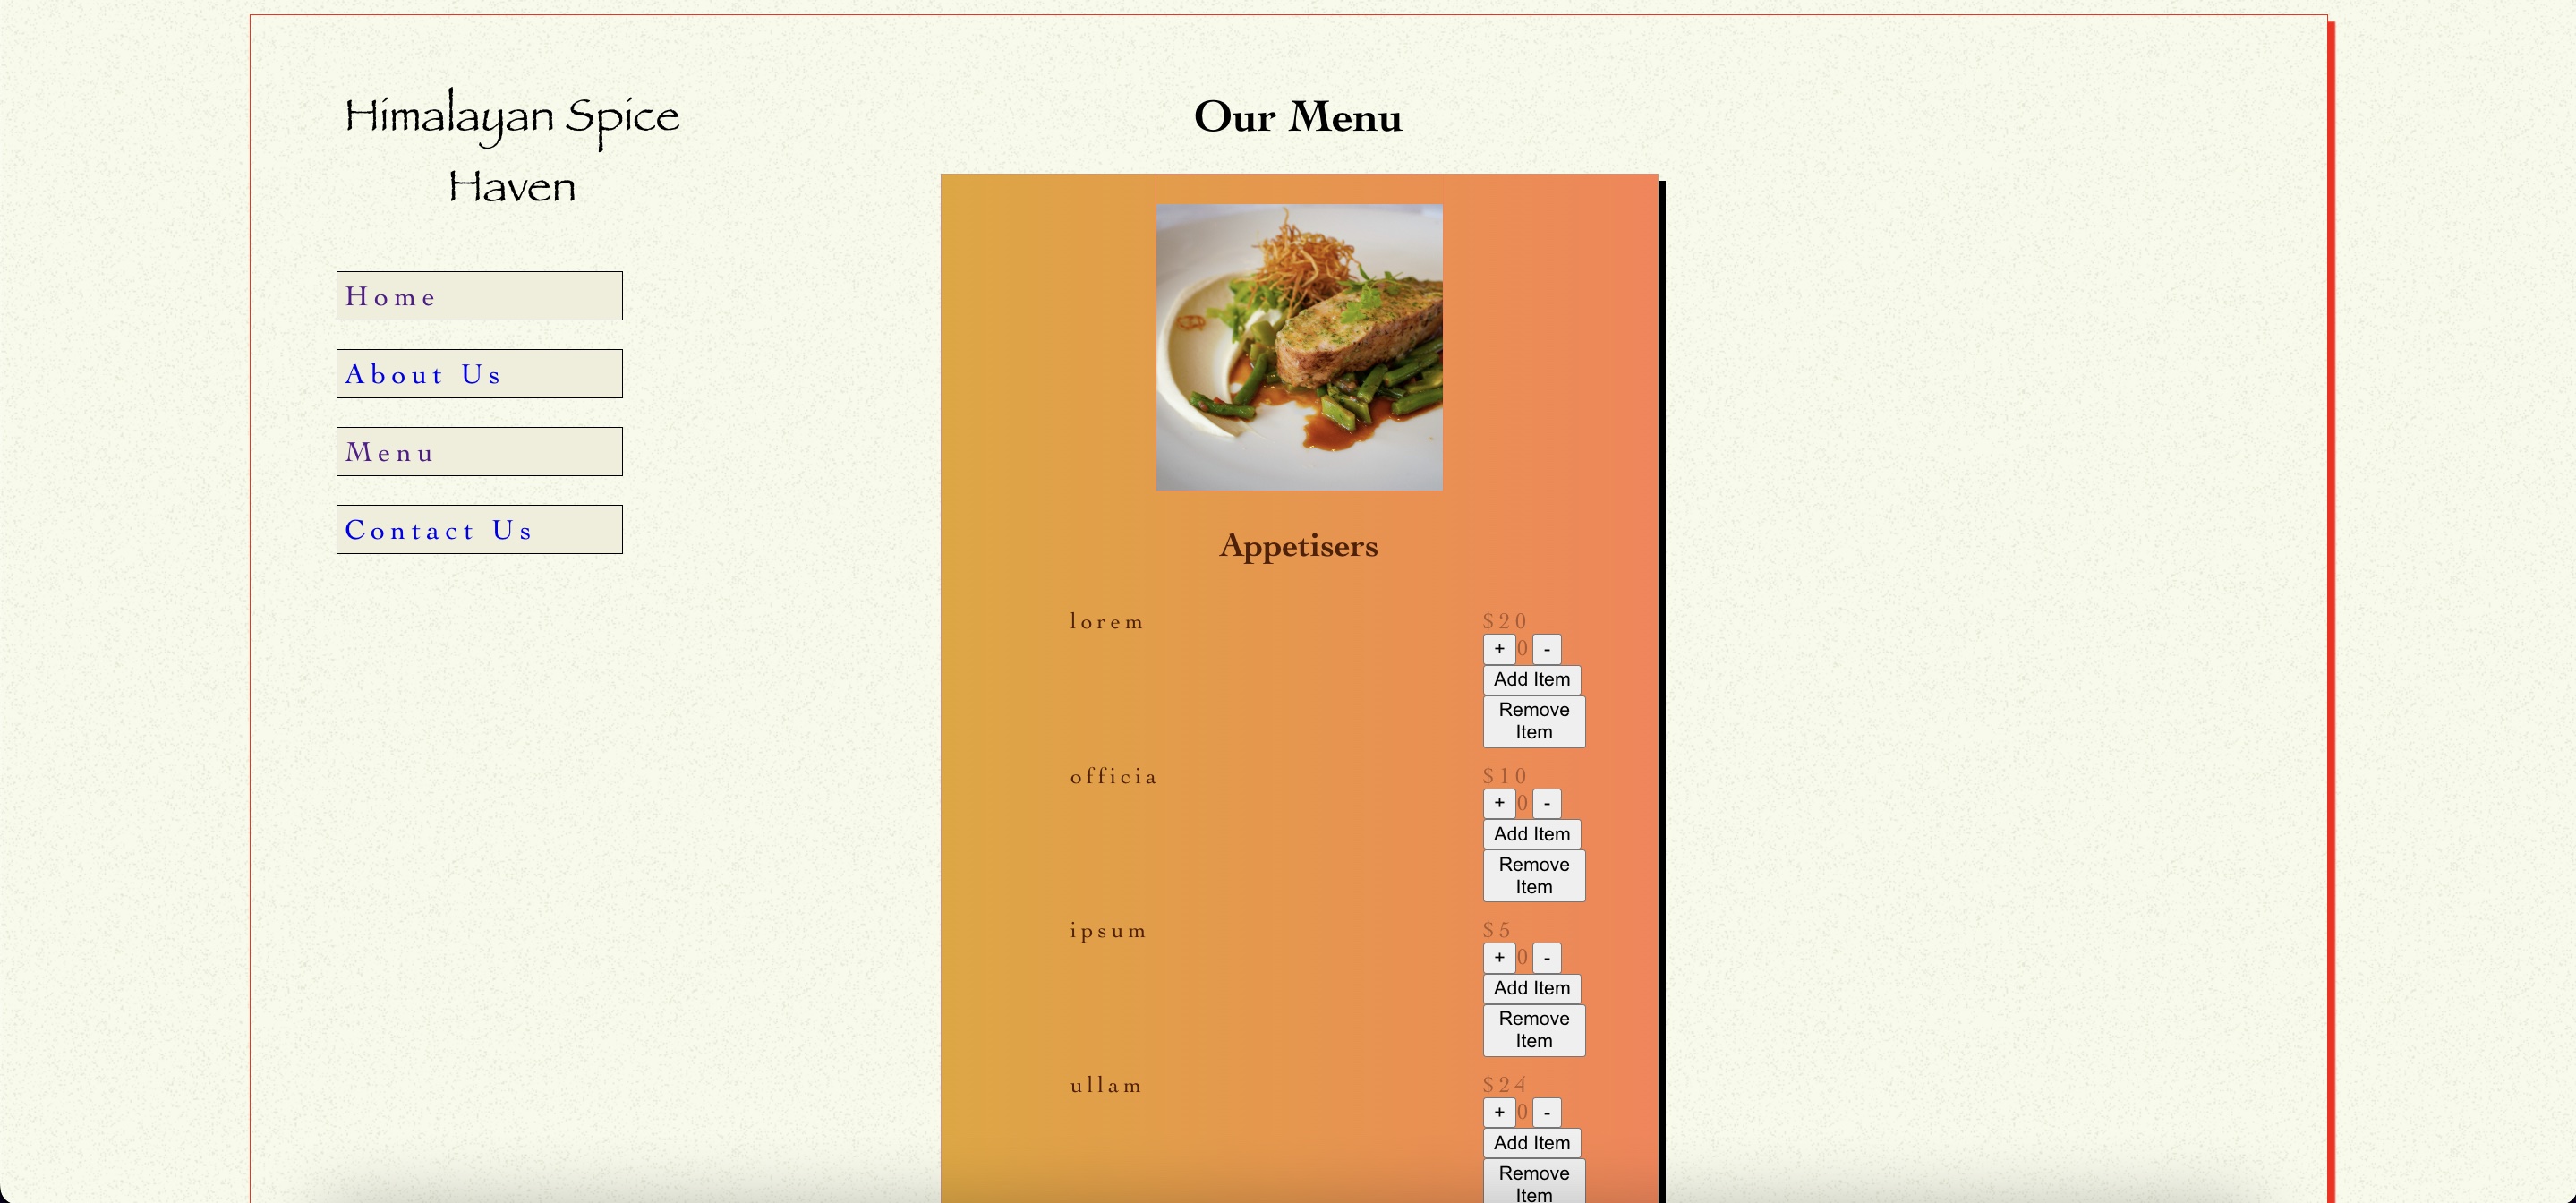 Himalayan Spice
Haven
Home
About Us
Menu
Contact Us
Our Menu
Appetisers
lorem
$20
+ 0 -
Add Item
Remove
Item
officia
$10
+ 0 -
Add Item
Remove
Item
ipsum
$5
+ 0 -
Add Item
Remove
Item
ullam
$24
+ 0 -
Add Item
Remove
Item